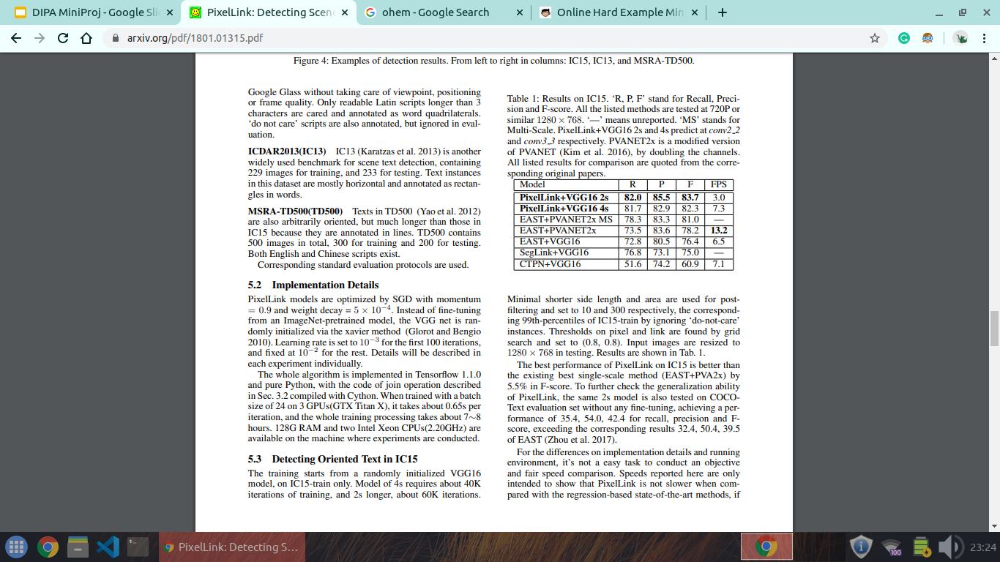 DIPA MiniProj - Google Sli
PixelLink: Detecting Scene
ohem - Google Search
Online Hard Example Min
arxiv.org/pdf/1801.01315.pdf
Figure 4: Examples of detection results. From left to right in columns: IC15, IC13, and MSRA-TD500.
Google Glass without taking care of viewpoint, positioning
or frame quality. Only readable Latin scripts longer than 3
characters are cared and annotated as word quadrilaterals.
‘do not care’ scripts are also annotated, but ignored in eval-
uation.
ICDAR2013(IC13) IC13 (Karatzas et al. 2013) is another
widely used benchmark for scene text detection, containing
229 images for training, and 233 for testing. Text instances
in this dataset are mostly horizontal and annotated as rectan-
gles in words.
MSRA-TD500(TD500) Texts in TD500 (Yao et al. 2012)
are also arbitrarily oriented, but much longer than those in
IC15 because they are annotated in lines. TD500 contains
500 images in total, 300 for training and 200 for testing.
Both English and Chinese scripts exist.
Corresponding standard evaluation protocols are used.
5.2 Implementation Details
PixelLink models are optimized by SGD with momentum
= 0.9 and weight decay = 5 × 10⁻⁴. Instead of fine-tuning
from an ImageNet-pretrained model, the VGG net is ran-
domly initialized via the xavier method (Glorot and Bengio
2010). Learning rate is set to 10⁻³ for the first 100 iterations,
and fixed at 10⁻² for the rest. Details will be described in
each experiment individually.
The whole algorithm is implemented in Tensorflow 1.1.0
and pure Python, with the code of join operation described
in Sec. 3.2 compiled with Cython. When trained with a batch
size of 24 on 3 GPUs(GTX Titan X), it takes about 0.65s per
iteration, and the whole training processing takes about 7~8
hours. 128G RAM and two Intel Xeon CPUs(2.20GHz) are
available on the machine where experiments are conducted.
5.3 Detecting Oriented Text in IC15
The training starts from a randomly initialized VGG16
model, on IC15-train only. Model of 4s requires about 40K
iterations of training, and 2s longer, about 60K iterations.
Table 1: Results on IC15. ‘R, P, F’ stand for Recall, Preci-
sion and F-score. All the listed methods are tested at 720P or
similar 1280 × 768. ‘—’ means unreported. ‘MS’ stands for
Multi-Scale. PixelLink+VGG16 2s and 4s predict at conv2_2
and conv3_3 respectively. PVANET2x is a modified version
of PVANET (Kim et al. 2016), by doubling the channels.
All listed results for comparison are quoted from the corre-
sponding original papers.
Model R P F FPS
PixelLink+VGG16 2s 82.0 85.5 83.7 3.0
PixelLink+VGG16 4s 81.7 82.9 82.3 7.3
EAST+PVANET2x MS 78.3 83.3 81.0 —
EAST+PVANET2x 73.5 83.6 78.2 13.2
EAST+VGG16 72.8 80.5 76.4 6.5
SegLink+VGG16 76.8 73.1 75.0 —
CTPN+VGG16 51.6 74.2 60.9 7.1
Minimal shorter side length and area are used for post-
filtering and set to 10 and 300 respectively, the correspond-
ing 99th-percentiles of IC15-train by ignoring ‘do-not-care’
instances. Thresholds on pixel and link are found by grid
search and set to (0.8, 0.8). Input images are resized to
1280 × 768 in testing. Results are shown in Tab. 1.
The best performance of PixelLink on IC15 is better than
the existing best single-scale method (EAST+PVA2x) by
5.5% in F-score. To further check the generalization ability
of PixelLink, the same 2s model is also tested on COCO-
Text evaluation set without any fine-tuning, achieving a per-
formance of 35.4, 54.0, 42.4 for recall, precision and F-
score, exceeding the corresponding results 32.4, 50.4, 39.5
of EAST (Zhou et al. 2017).
For the differences on implementation details and running
environment, it’s not a easy task to conduct an objective
and fair speed comparison. Speeds reported here are only
intended to show that PixelLink is not slower when com-
pared with the regression-based state-of-the-art methods, if
PixelLink: Detecting S...
100
23:24